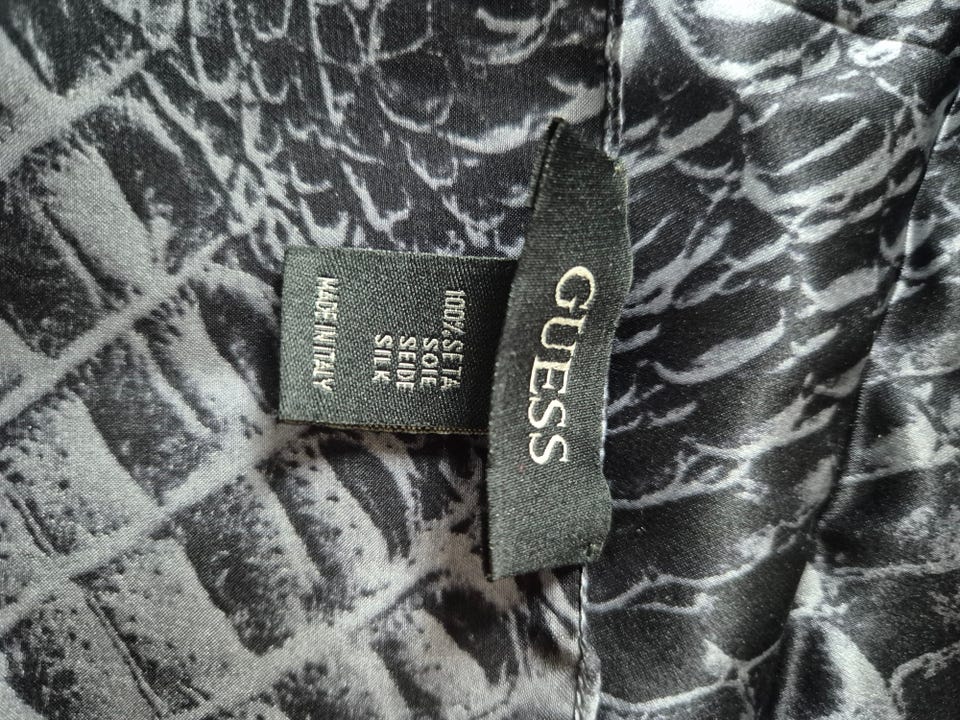 GUESS
100% SETA
SOIE
SEIDE
SILK
MADE IN ITALY